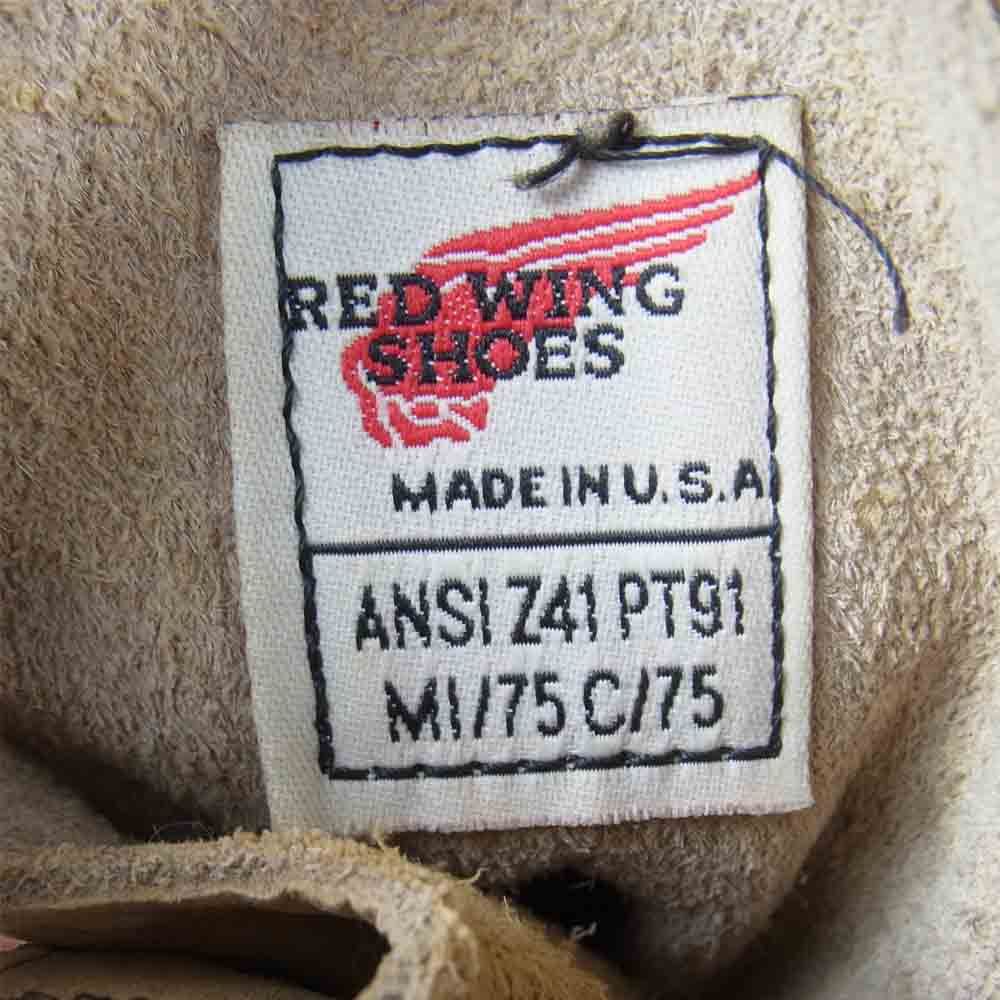 RED WING
SHOES
MADE IN U.S.A
ANSI Z41 PT91
MI/75 C/75